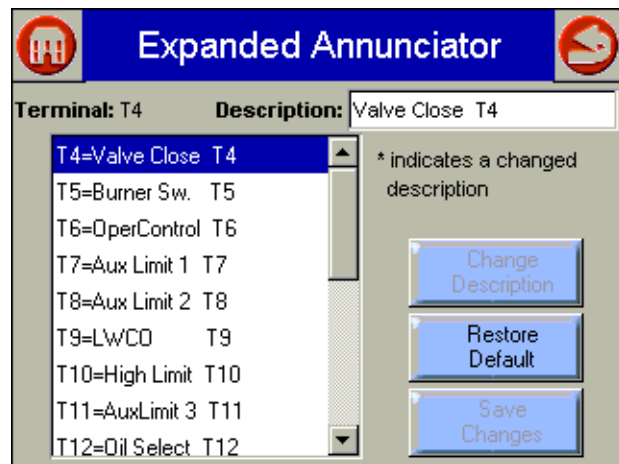 Expanded Annunciator
Terminal: T4 Description: Valve Close T4
T4=Valve Close T4
T5=Burner Sw. T5
T6=OperControl T6
T7=Aux Limit 1 T7
T8=Aux Limit 2 T8
T9=LWCO T9
T10=High Limit T10
T11=AuxLimit 3 T11
T12=Oil Select T12
* indicates a changed
description
Change
Description
Restore
Default
Save
Changes